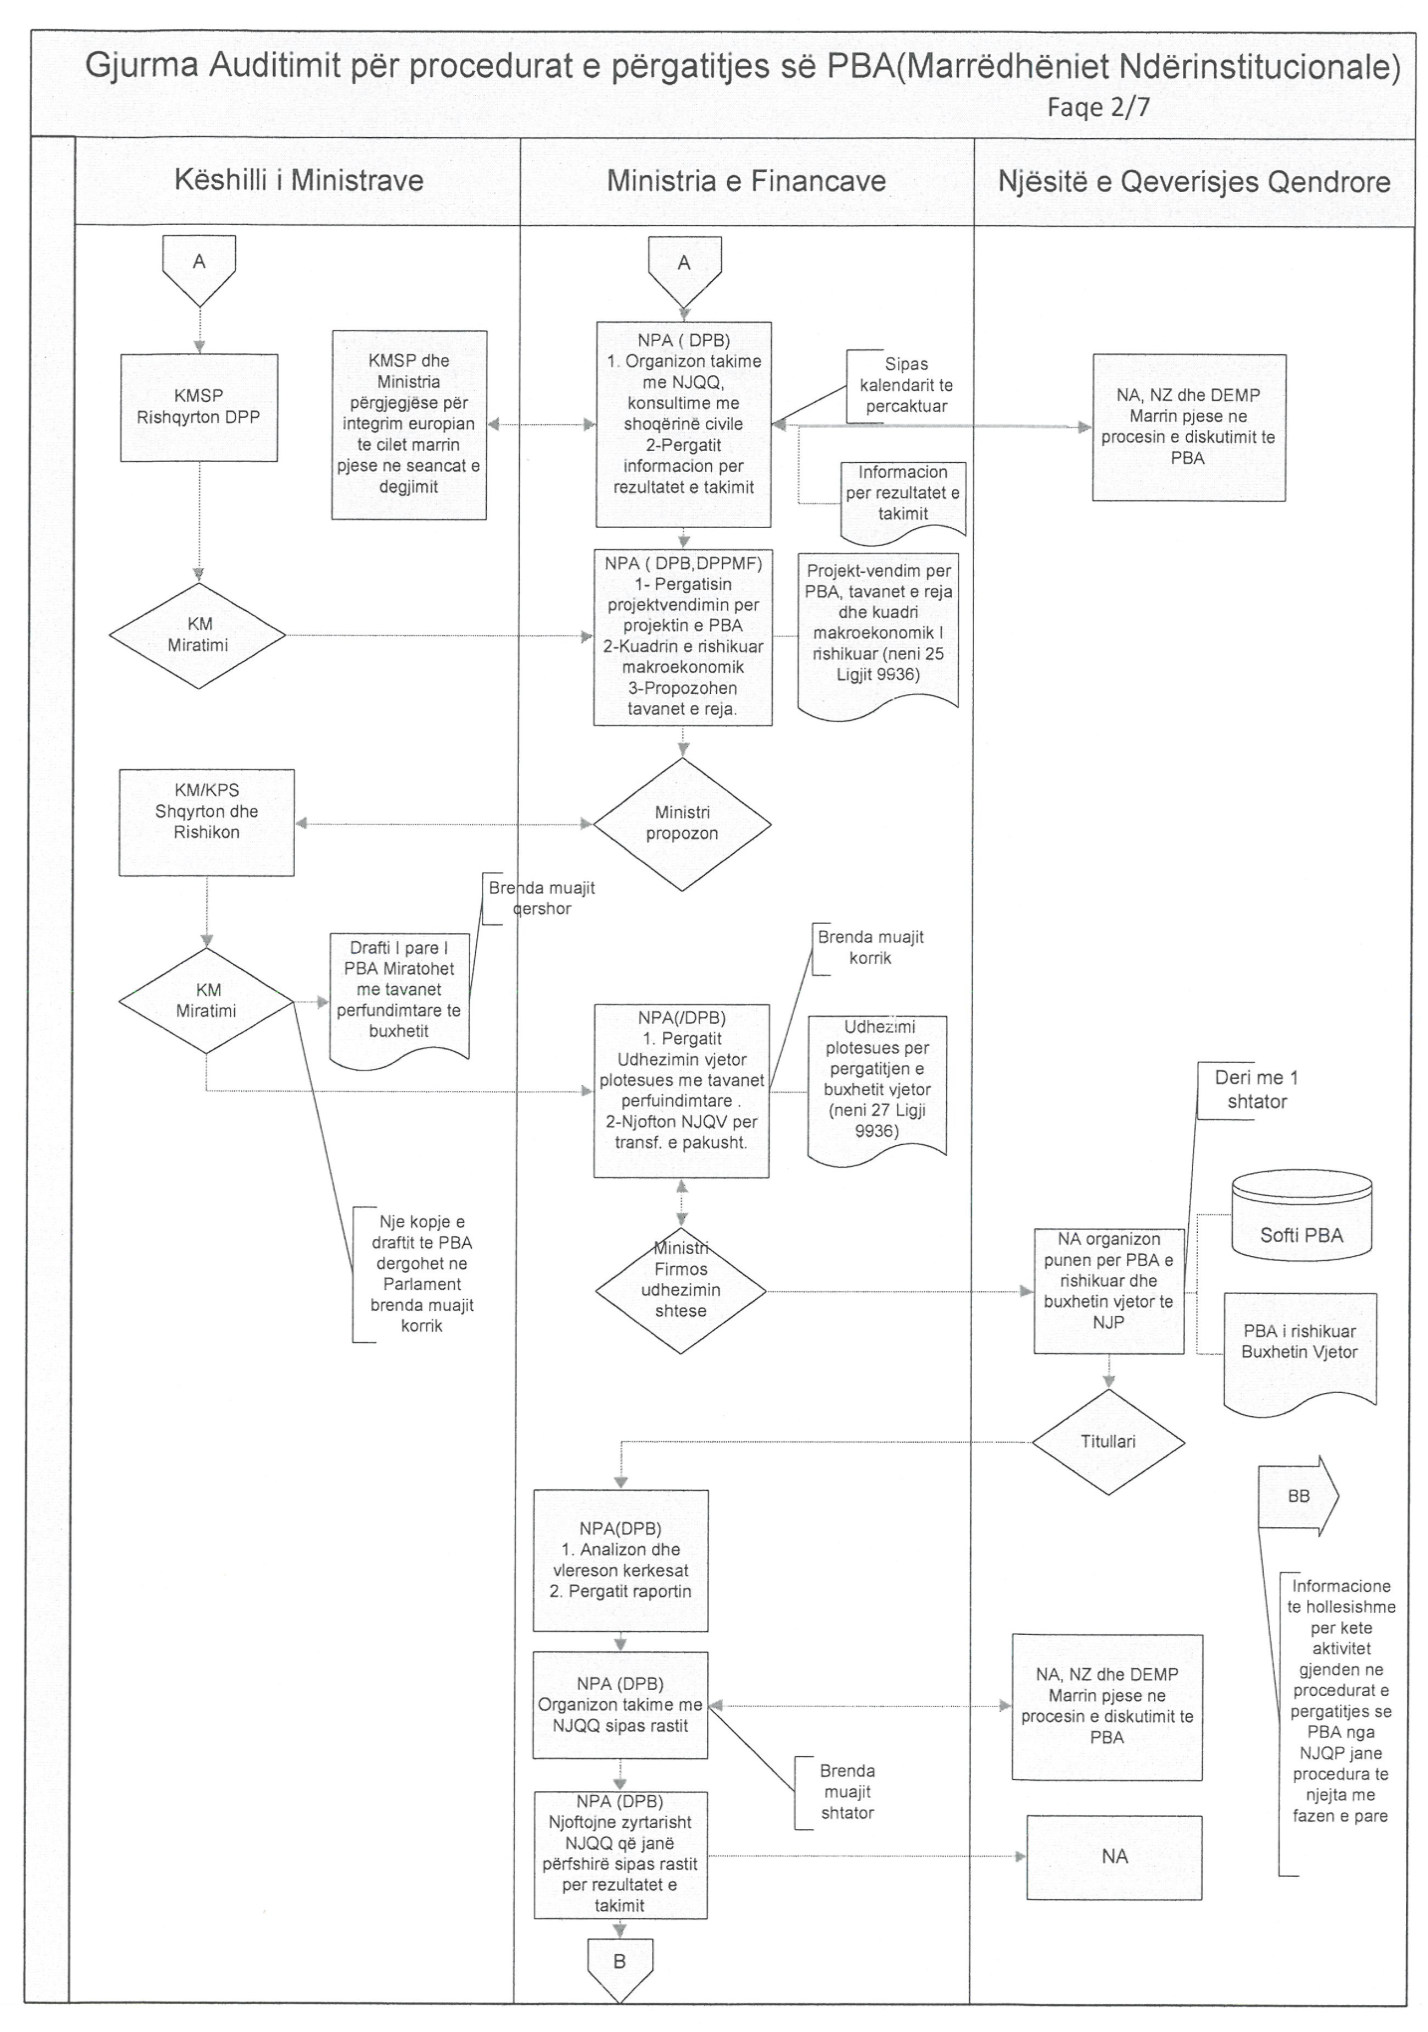 Gjurma Auditimit për procedurat e përgatitjes së PBA(Marrëdhëniet Ndërinstitucionale)
Faqe 2/7
Këshilli i Ministrave
Ministria e Financave
Njësitë e Qeverisjes Qendrore
A
A
KMSP
Rishqyrton DPP
KMSP dhe
Ministria
përgjegjëse për
integrim europian
te cilet marrin
pjese ne seancat e
degjimit
NPA ( DPB)
1. Organizon takime
me NJQQ,
konsultime me
shoqërinë civile
2-Pergatit
informacion per
rezultatet e takimit
Sipas
kalendarit te
percaktuar
Informacion
per rezultatet e
takimit
NA, NZ dhe DEMP
Marrin pjese ne
procesin e diskutimit te
PBA
KM
Miratimi
NPA ( DPB,DPPMF)
1- Pergatisin
projektvendimin per
projektin e PBA
2-Kuadrin e rishikuar
makroekonomik
3-Propozohen
tavanet e reja.
Projekt-vendim per
PBA, tavanet e reja
dhe kuadri
makroekonomik I
rishikuar (neni 25
Ligjit 9936)
KM/KPS
Shqyrton dhe
Rishikon
Ministri
propozon
Brenda muajit
qershor
KM
Miratimi
Drafti I pare I
PBA Miratohet
me tavanet
perfundimtare te
buxhetit
Brenda muajit
korrik
NPA(/DPB)
1. Pergatit
Udhezimin vjetor
plotesues me tavanet
perfuindimtare .
2-Njofton NJQV per
transf. e pakusht.
Udhezimi
plotesues per
pergatitjen e
buxhetit vjetor
(neni 27 Ligji
9936)
Deri me 1
shtator
Nje kopje e
draftit te PBA
dergohet ne
Parlament
brenda muajit
korrik
Ministri
Firmos
udhezimin
shtese
NA organizon
punen per PBA e
rishikuar dhe
buxhetin vjetor te
NJP
Softi PBA
PBA i rishikuar
Buxhetin Vjetor
Titullari
BB
NPA(DPB)
1. Analizon dhe
vlereson kerkesat
2. Pergatit raportin
Informacione
te hollesishme
per kete
aktivitet
gjenden ne
procedurat e
pergatitjes se
PBA nga
NJQP jane
procedura te
njejta me
fazen e pare
NPA (DPB)
Organizon takime me
NJQQ sipas rastit
NA, NZ dhe DEMP
Marrin pjese ne
procesin e diskutimit te
PBA
Brenda
muajit
shtator
NPA (DPB)
Njoftojne zyrtarisht
NJQQ që janë
përfshirë sipas rastit
per rezultatet e
takimit
NA
B